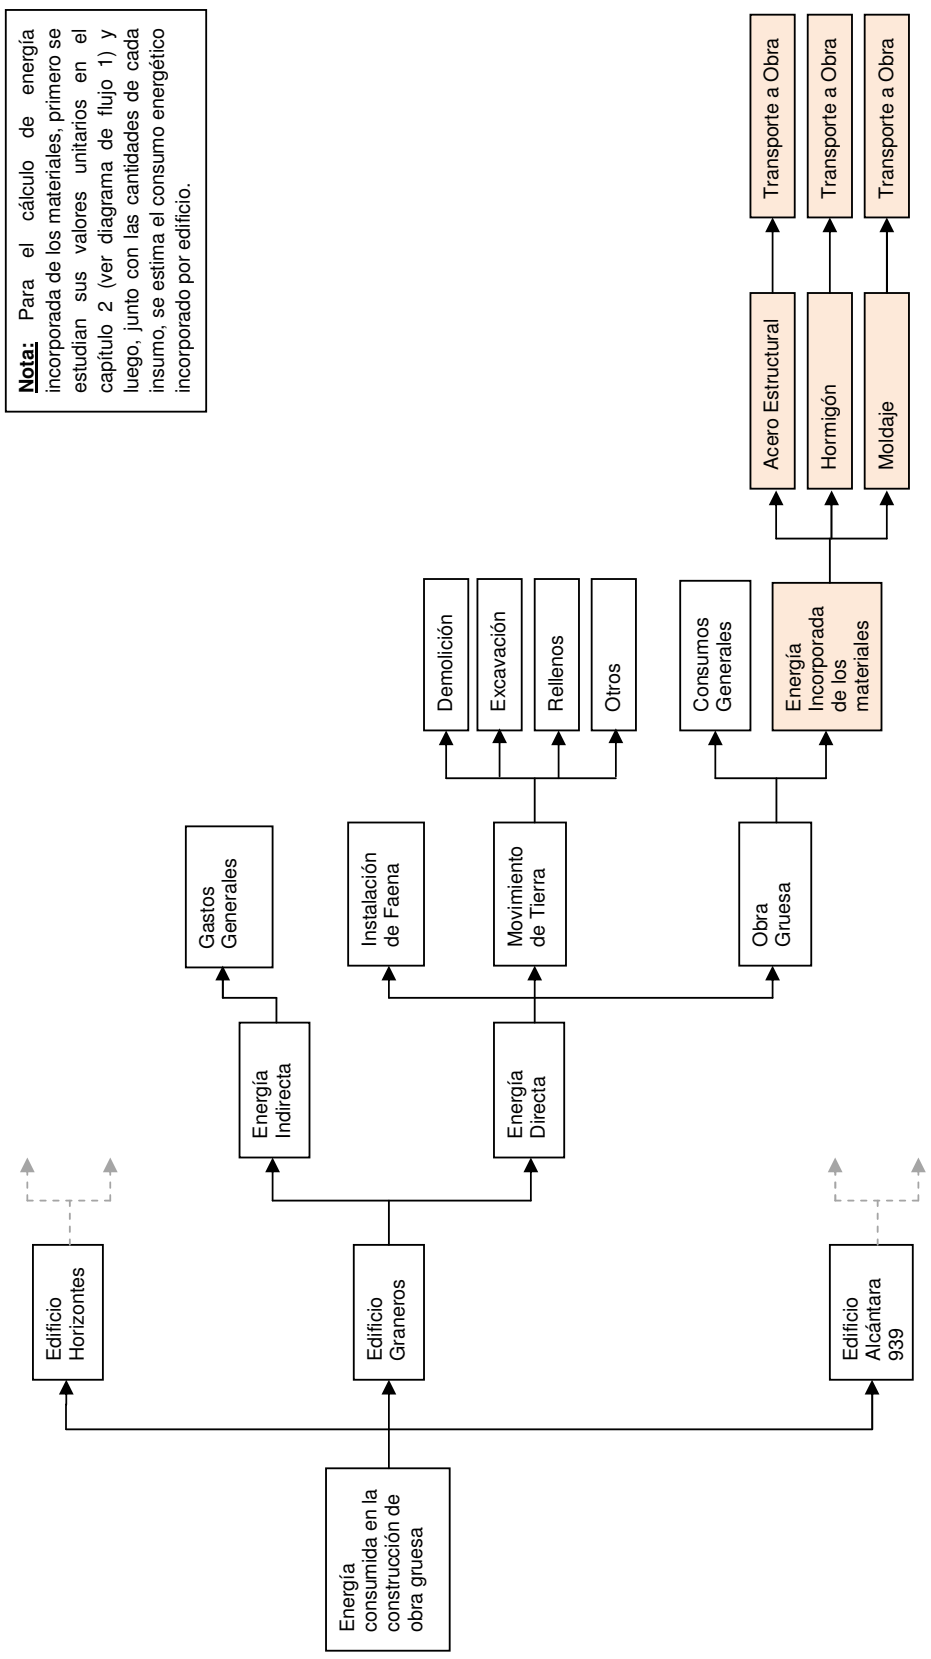 Nota: Para el cálculo de energía
incorporada de los materiales, primero se
estudian sus valores unitarios en el
capítulo 2 (ver diagrama de flujo 1) y
luego, junto con las cantidades de cada
insumo, se estima el consumo energético
incorporado por edificio.
Energía
consumida en la
construcción de
obra gruesa
Edificio
Horizontes
Edificio
Graneros
Edificio
Alcántara
939
Energía
Indirecta
Energía
Directa
Gastos
Generales
Instalación
de Faena
Movimiento
de Tierra
Obra
Gruesa
Demolición
Excavación
Rellenos
Otros
Consumos
Generales
Energía
Incorporada
de los
materiales
Acero Estructural
Hormigón
Moldaje
Transporte a Obra
Transporte a Obra
Transporte a Obra